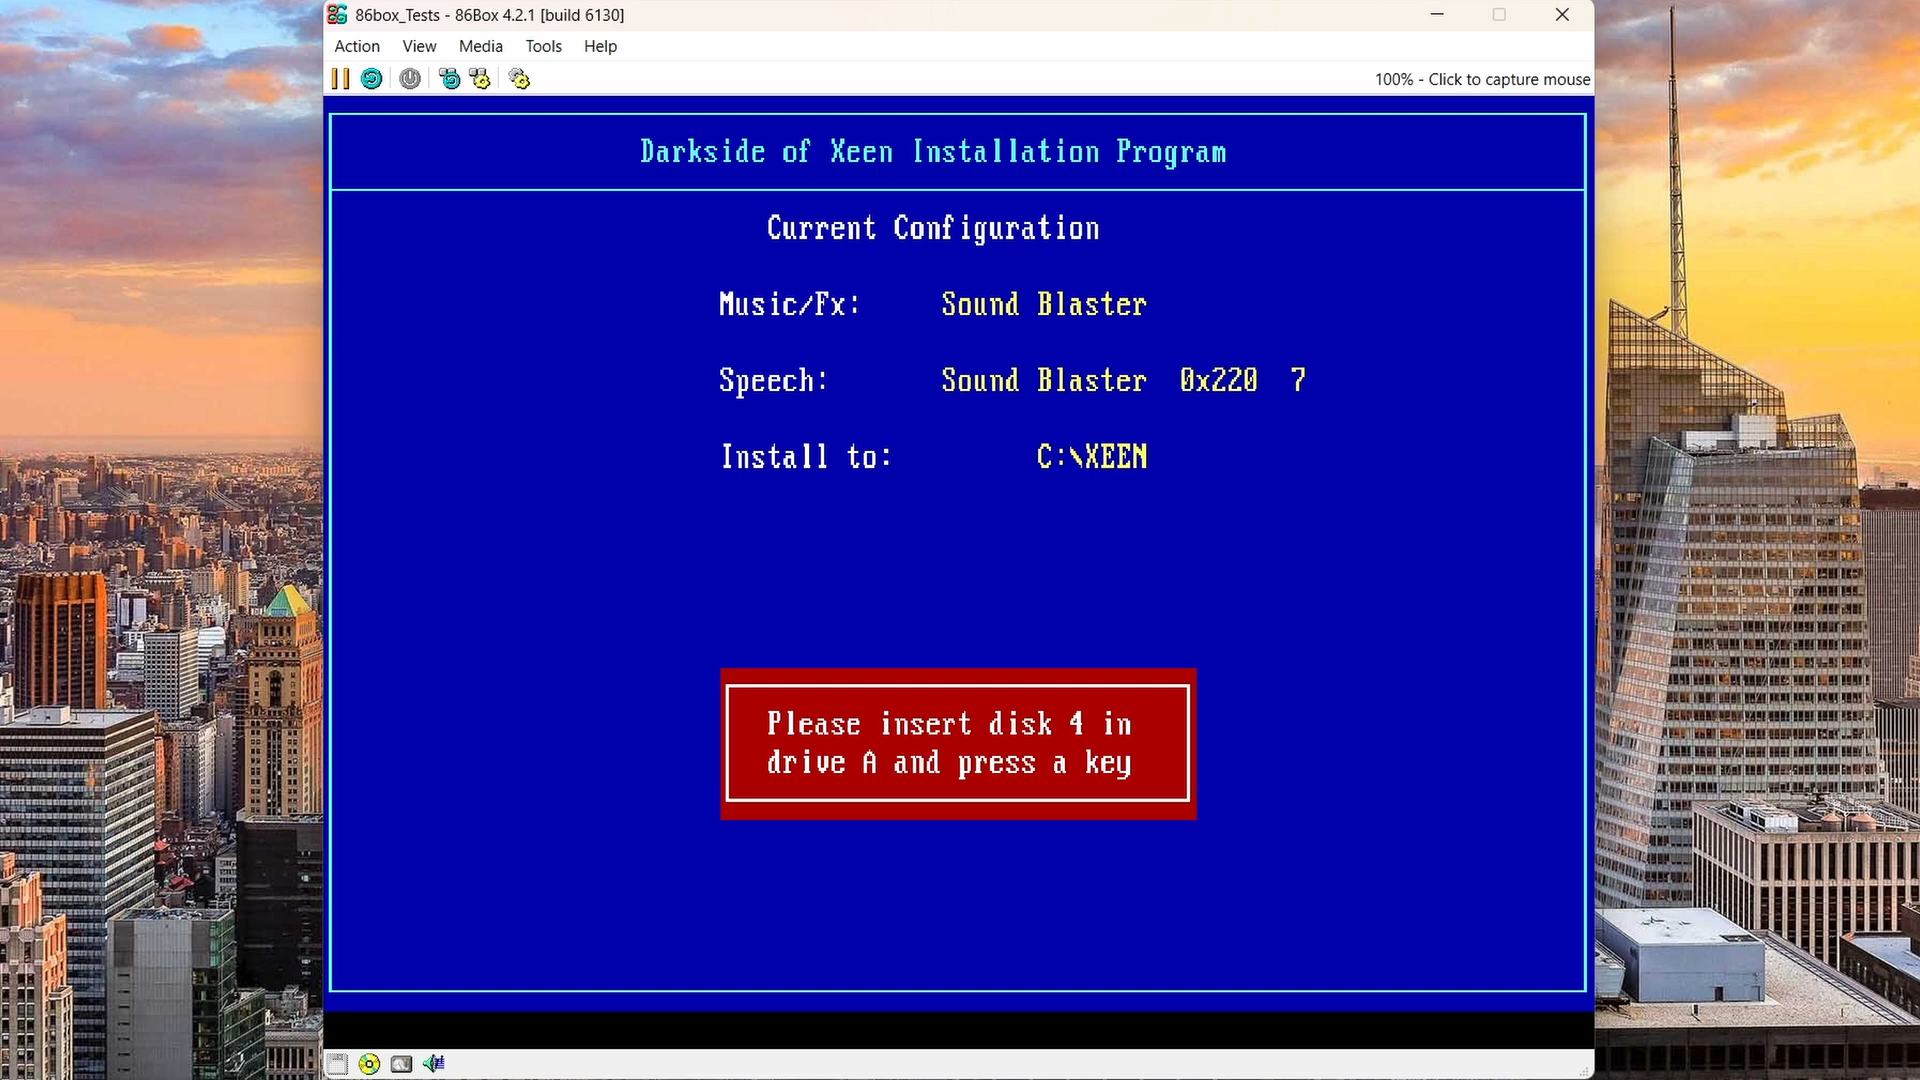 86box_Tests - 86Box 4.2.1 [build 6130]
Action View Media Tools Help
100% - Click to capture mouse
Darkside of Xeen Installation Program
Current Configuration
Music/Fx: Sound Blaster
Speech: Sound Blaster 0x220 7
Install to: C:\XEEN
Please insert disk 4 in
drive A and press a key